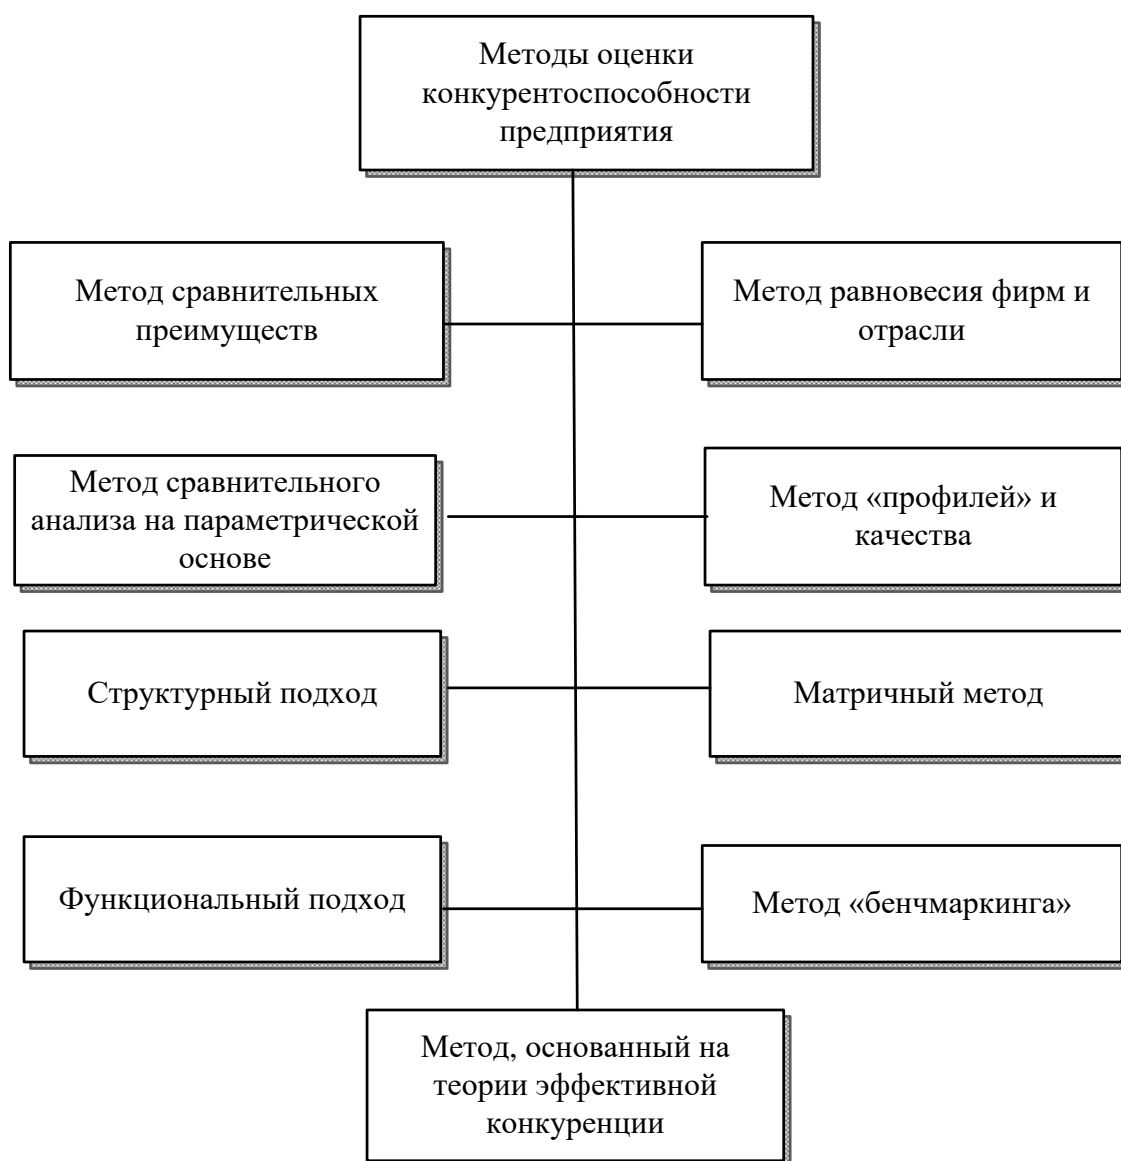 Методы оценки
конкурентоспособности
предприятия
Метод сравнительных
преимуществ
Метод равновесия фирм и
отрасли
Метод сравнительного
анализа на параметрической
основе
Метод «профилей» и
качества
Структурный подход
Матричный метод
Функциональный подход
Метод «бенчмаркинга»
Метод, основанный на
теории эффективной
конкуренции